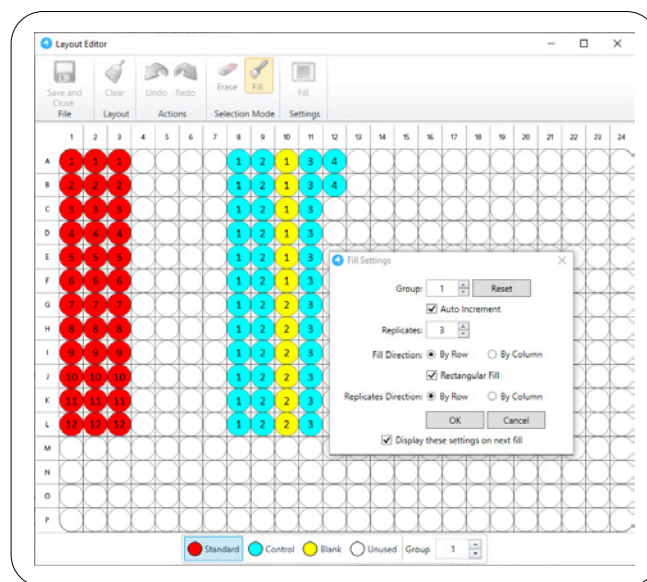 Layout Editor
Save and Close Clear Undo Redo Erase Fill Fill
File Layout Actions Selection Mode Settings
1 2 3 4 5 6 7 8 9 10 11 12 13 14 15 16 17 18 19 20 21 22 23 24
A 1 1 1 1 2 1 3 4
B 2 2 2 1 2 1 3 4
C 3 3 3 1 2 1 3
D 4 4 4 1 2 1 3
E 5 5 5 1 2 1 3
F 6 6 6 1 2 1 3
G 7 7 7 1 2 2 3
H 8 8 8 1 2 2 3
I 9 9 9 1 2 2 3
J 10 10 10 1 2 2 3
K 11 11 11 1 2 2 3
L 12 12 12 1 2 2 3
M
N
O
P
Fill Settings
Group: 1 Reset
Auto Increment
Replicates: 3
Fill Direction: By Row By Column
Rectangular Fill
Replicates Direction: By Row By Column
OK Cancel
Display these settings on next fill
Standard Control Blank Unused Group 1